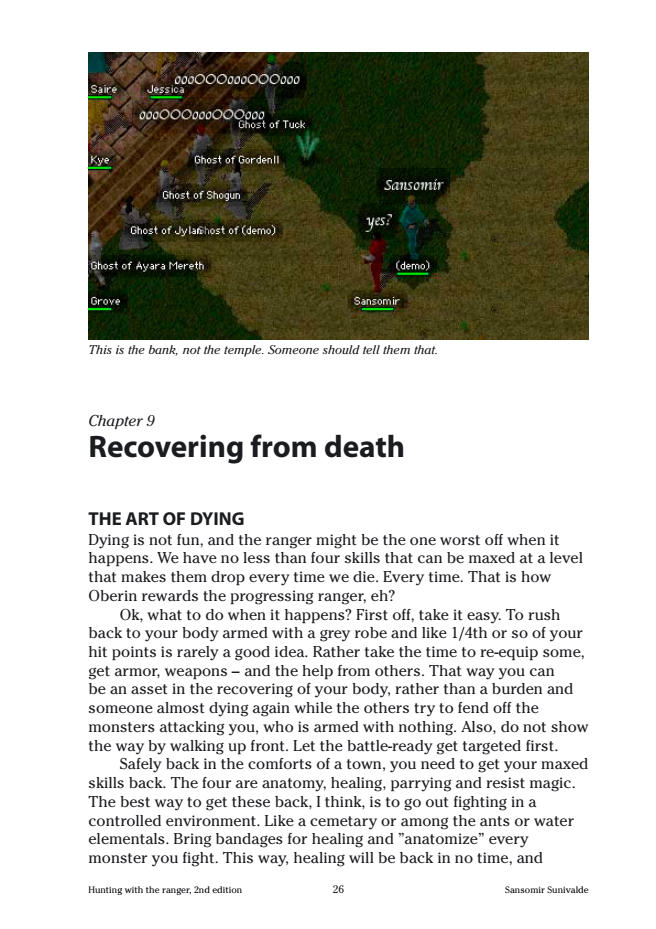 oooOOOoooOOOooo
Saire
Jessica
oooOOOoooOOOooo
Ghost of Tuck
Kye
Ghost of GordenII
Sansomir
Ghost of Shogun
yes?
Ghost of
Ghost of (demo)
Ghost of Ayara Mereth
(demo)
Grove
Sansomir
This is the bank, not the temple. Someone should tell them that.
Chapter 9
Recovering from death
THE ART OF DYING
Dying is not fun, and the ranger might be the one worst off when it
happens. We have no less than four skills that can be maxed at a level
that makes them drop every time we die. Every time. That is how
Oberin rewards the progressing ranger, eh?
Ok, what to do when it happens? First off, take it easy. To rush
back to your body armed with a grey robe and like 1/4th or so of your
hit points is rarely a good idea. Rather take the time to re-equip some,
get armor, weapons – and the help from others. That way you can
be an asset in the recovering of your body, rather than a burden and
someone almost dying again while the others try to fend off the
monsters attacking you, who is armed with nothing. Also, do not show
the way by walking up front. Let the battle-ready get targeted first.
Safely back in the comforts of a town, you need to get your maxed
skills back. The four are anatomy, healing, parrying and resist magic.
The best way to get these back, I think, is to go out fighting in a
controlled environment. Like a cemetary or among the ants or water
elementals. Bring bandages for healing and ”anatomize” every
monster you fight. This way, healing will be back in no time, and
Hunting with the ranger, 2nd edition
26
Sansomir Sunivalde